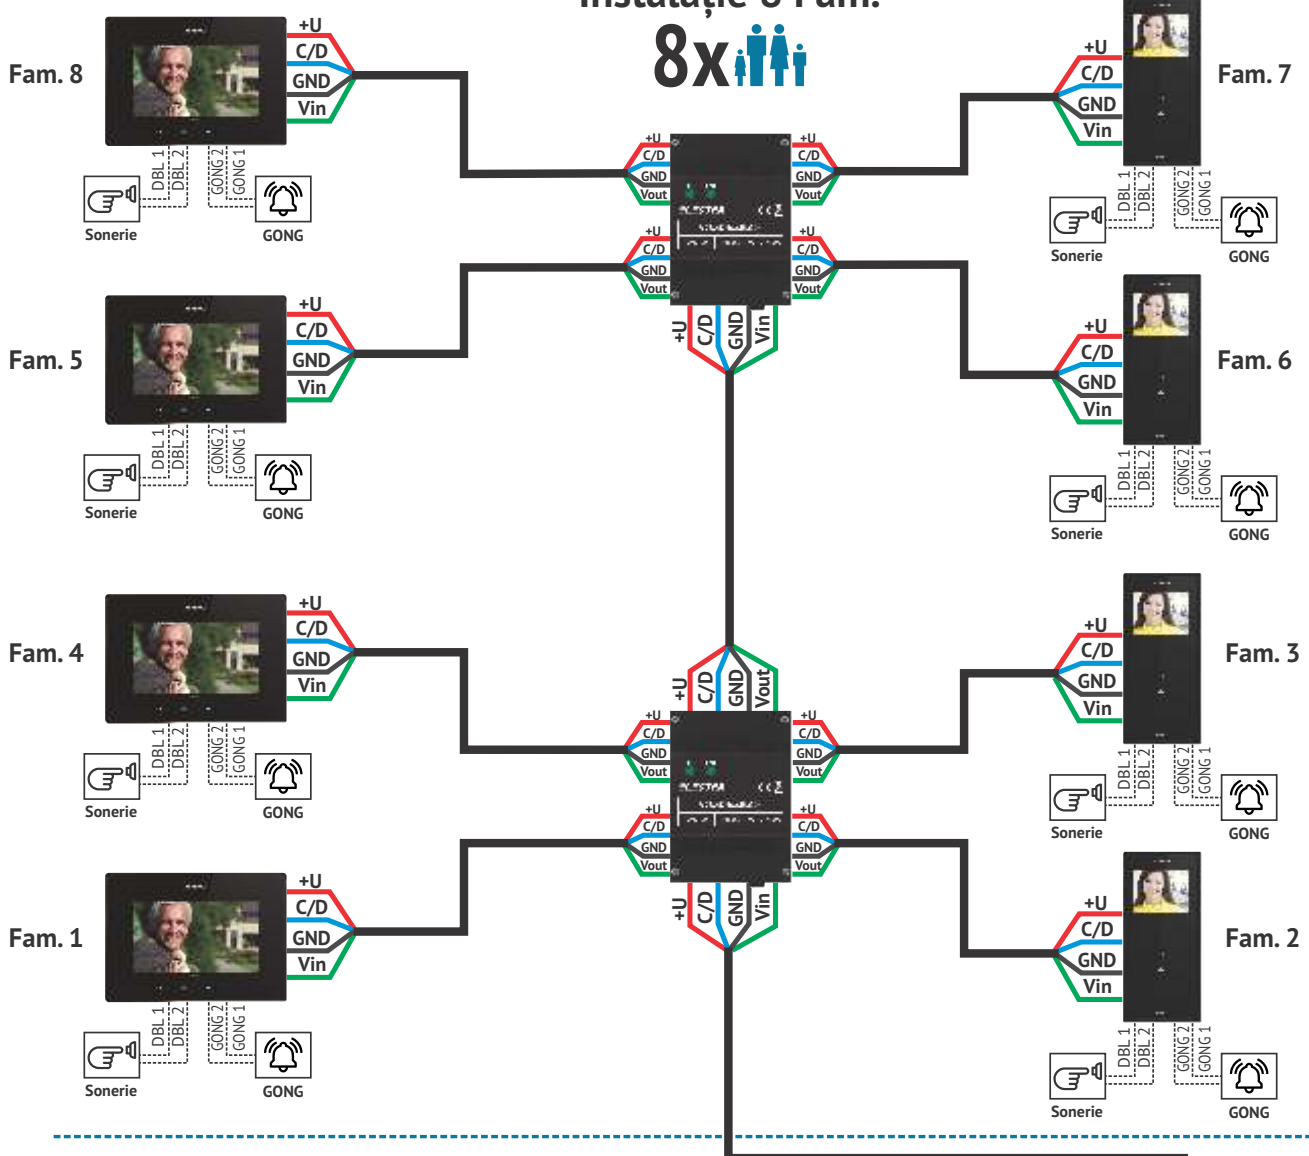 Instalație 8 Fam.
8x
Fam. 8
+U
C/D
GND
Vin
DBL 1
DBL 2
GONG 2
GONG 1
Sonerie
GONG
Fam. 7
+U
C/D
GND
Vin
DBL 1
DBL 2
GONG 2
GONG 1
Sonerie
GONG
+U
C/D
GND
Vout
+U
C/D
GND
Vout
+U
C/D
GND
Vout
+U
C/D
GND
Vout
+U
C/D
GND
Vin
Fam. 5
+U
C/D
GND
Vin
DBL 1
DBL 2
GONG 2
GONG 1
Sonerie
GONG
Fam. 6
+U
C/D
GND
Vin
DBL 1
DBL 2
GONG 2
GONG 1
Sonerie
GONG
Fam. 4
+U
C/D
GND
Vin
DBL 1
DBL 2
GONG 2
GONG 1
Sonerie
GONG
Fam. 3
+U
C/D
GND
Vin
DBL 1
DBL 2
GONG 2
GONG 1
Sonerie
GONG
+U
C/D
GND
Vout
+U
C/D
GND
Vout
+U
C/D
GND
Vout
+U
C/D
GND
Vout
+U
C/D
GND
Vout
+U
C/D
GND
Vin
Fam. 1
+U
C/D
GND
Vin
DBL 1
DBL 2
GONG 2
GONG 1
Sonerie
GONG
Fam. 2
+U
C/D
GND
Vin
DBL 1
DBL 2
GONG 2
GONG 1
Sonerie
GONG